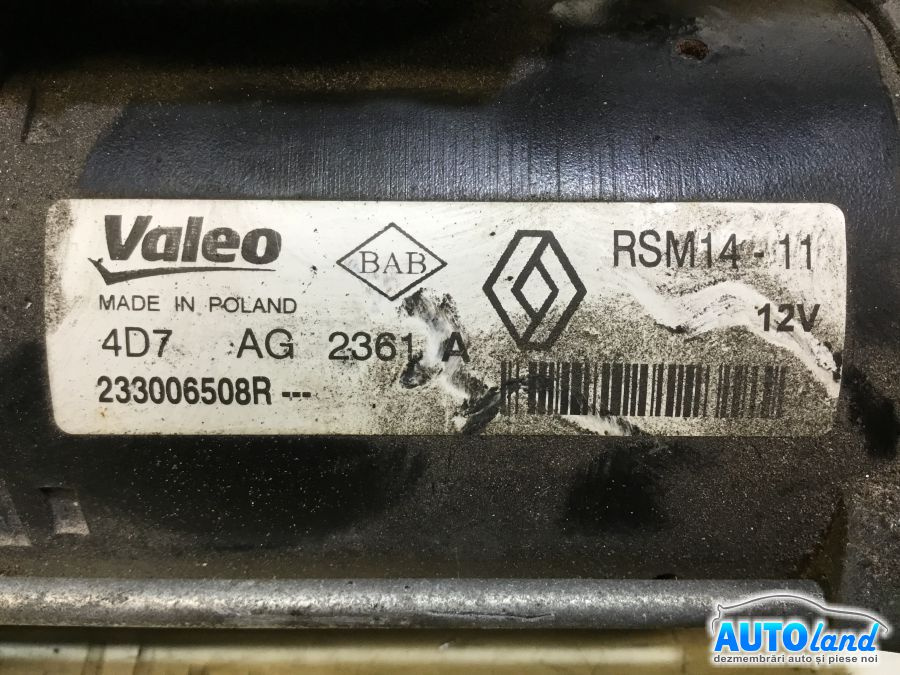 Valeo
BAB
RSM14 - 11
MADE IN POLAND
12V
4D7 AG 2361 A
233006508R ---
AUTOland
dezmembrări auto și piese noi